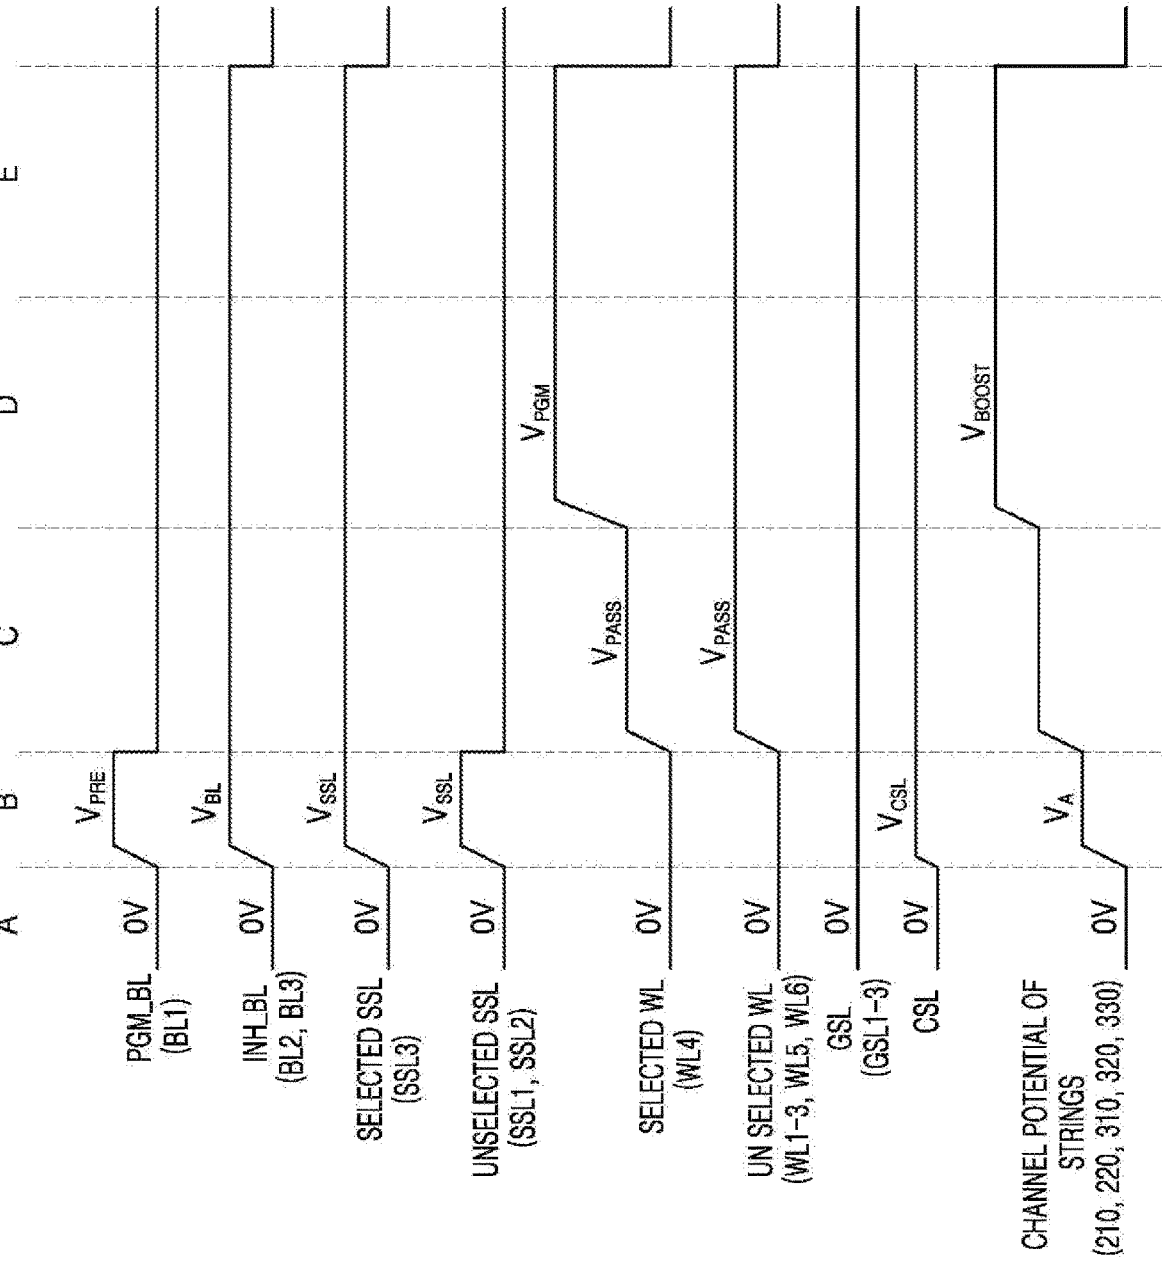 A B C D E
PGM_BL
(BL1)
0V VPRE
INH_BL
(BL2, BL3)
0V VBL
SELECTED SSL
(SSL3)
0V VSSL
UNSELECTED SSL
(SSL1, SSL2)
0V VSSL
SELECTED WL
(WL4)
0V VPASS VPGM
UN SELECTED WL
(WL1-3, WL5, WL6)
0V VPASS
GSL
(GSL1-3)
0V
CSL
0V VCSL
CHANNEL POTENTIAL OF
STRINGS
(210, 220, 310, 320, 330)
0V VA VBOOST